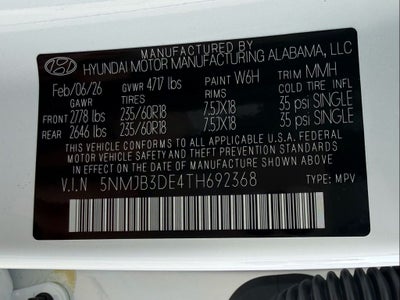 MANUFACTURED BY
HYUNDAI MOTOR MANUFACTURING ALABAMA, LLC
Feb/06/26 GVWR 4717 lbs PAINT W6H TRIM MMH
GAWR TIRES RIMS COLD TIRE INF.
FRONT 2778 lbs 235/60R18 7.5JX18 35 psi SINGLE
REAR 2646 lbs 235/60R18 7.5JX18 35 psi SINGLE
THIS VEHICLE CONFORMS TO ALL APPLICABLE U.S.A. FEDERAL
MOTOR VEHICLE SAFETY, BUMPER, AND THEFT PREVENTION STANDARDS
IN EFFECT ON THE DATE OF MANUFACTURE SHOWN ABOVE.
V.I.N 5NMJB3DE4TH692368 TYPE: MPV